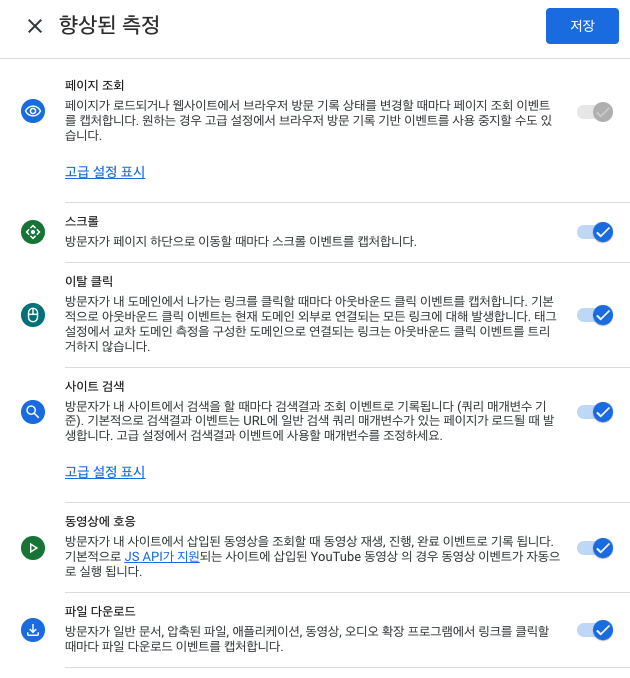 향상된 측정
저장
페이지 조회
페이지가 로드되거나 웹사이트에서 브라우저 방문 기록 상태를 변경할 때마다 페이지 조회 이벤트
를 캡처합니다. 원하는 경우 고급 설정에서 브라우저 방문 기록 기반 이벤트를 사용 중지할 수도 있
습니다.
고급 설정 표시
스크롤
방문자가 페이지 하단으로 이동할 때마다 스크롤 이벤트를 캡처합니다.
이탈 클릭
방문자가 내 도메인에서 나가는 링크를 클릭할 때마다 아웃바운드 클릭 이벤트를 캡처합니다. 기본
적으로 아웃바운드 클릭 이벤트는 현재 도메인 외부로 연결되는 모든 링크에 대해 발생합니다. 태그
설정에서 교차 도메인 측정을 구성한 도메인으로 연결되는 링크는 아웃바운드 클릭 이벤트를 트리
거하지 않습니다.
사이트 검색
방문자가 내 사이트에서 검색을 할 때마다 검색결과 조회 이벤트로 기록됩니다 (쿼리 매개변수 기
준). 기본적으로 검색결과 이벤트는 URL에 일반 검색 쿼리 매개변수가 있는 페이지가 로드될 때 발
생합니다. 고급 설정에서 검색결과 이벤트에 사용할 매개변수를 조정하세요.
고급 설정 표시
동영상에 호응
방문자가 내 사이트에서 삽입된 동영상을 조회할 때 동영상 재생, 진행, 완료 이벤트로 기록 됩니다.
기본적으로 JS API가 지원되는 사이트에 삽입된 YouTube 동영상 의 경우 동영상 이벤트가 자동으
로 실행 됩니다.
파일 다운로드
방문자가 일반 문서, 압축된 파일, 애플리케이션, 동영상, 오디오 확장 프로그램에서 링크를 클릭할
때마다 파일 다운로드 이벤트를 캡처합니다.